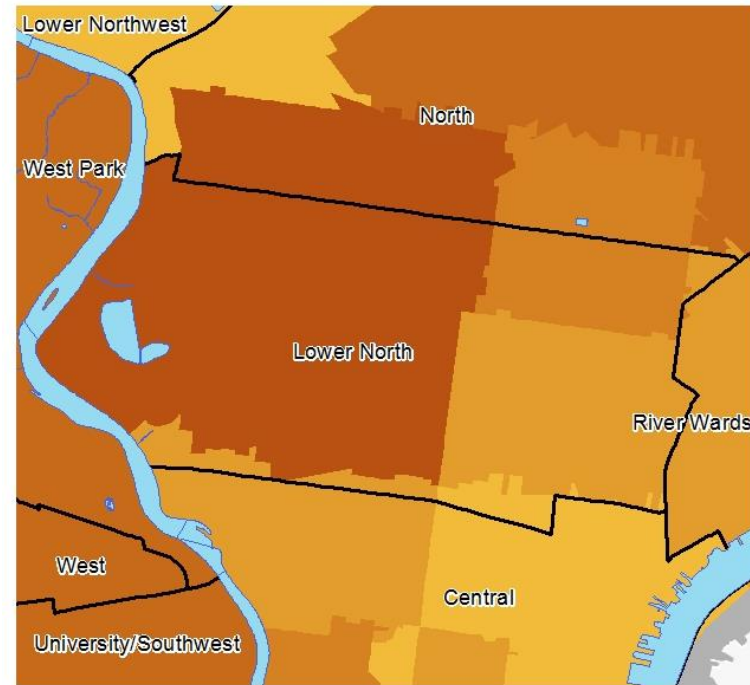 Lower Northwest
North
West Park
Lower North
River Wards
West
Central
University/Southwest